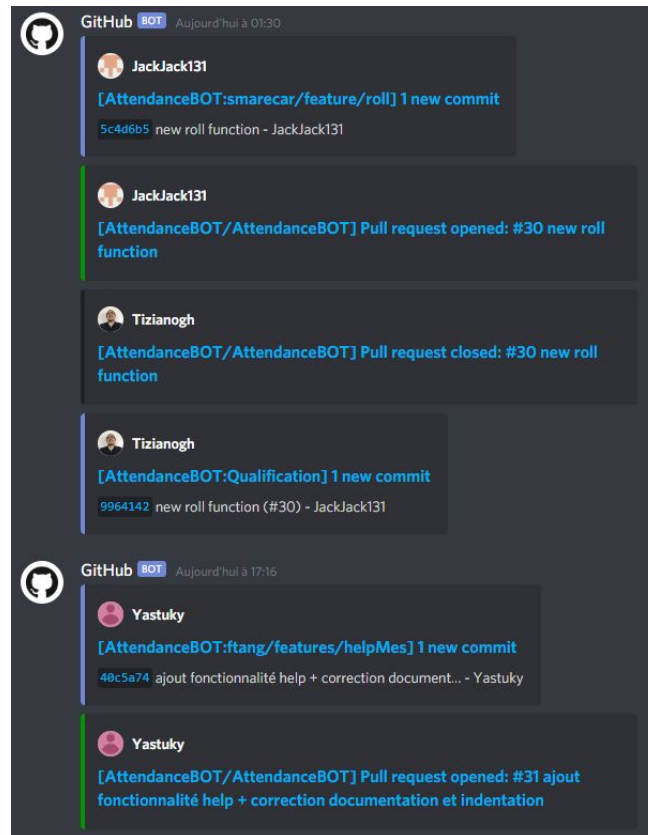 GitHub BOT Aujourd'hui à 01:30
JackJack131
[AttendanceBOT:smarecar/feature/roll] 1 new commit
5c4d6b5 new roll function - JackJack131
JackJack131
[AttendanceBOT/AttendanceBOT] Pull request opened: #30 new roll
function
Tizianogh
[AttendanceBOT/AttendanceBOT] Pull request closed: #30 new roll
function
Tizianogh
[AttendanceBOT:Qualification] 1 new commit
9964142 new roll function (#30) - JackJack131
GitHub BOT Aujourd'hui à 17:16
Yastuky
[AttendanceBOT:ftang/features/helpMes] 1 new commit
40c5a74 ajout fonctionnalité help + correction document... - Yastuky
Yastuky
[AttendanceBOT/AttendanceBOT] Pull request opened: #31 ajout
fonctionnalité help + correction documentation et indentation